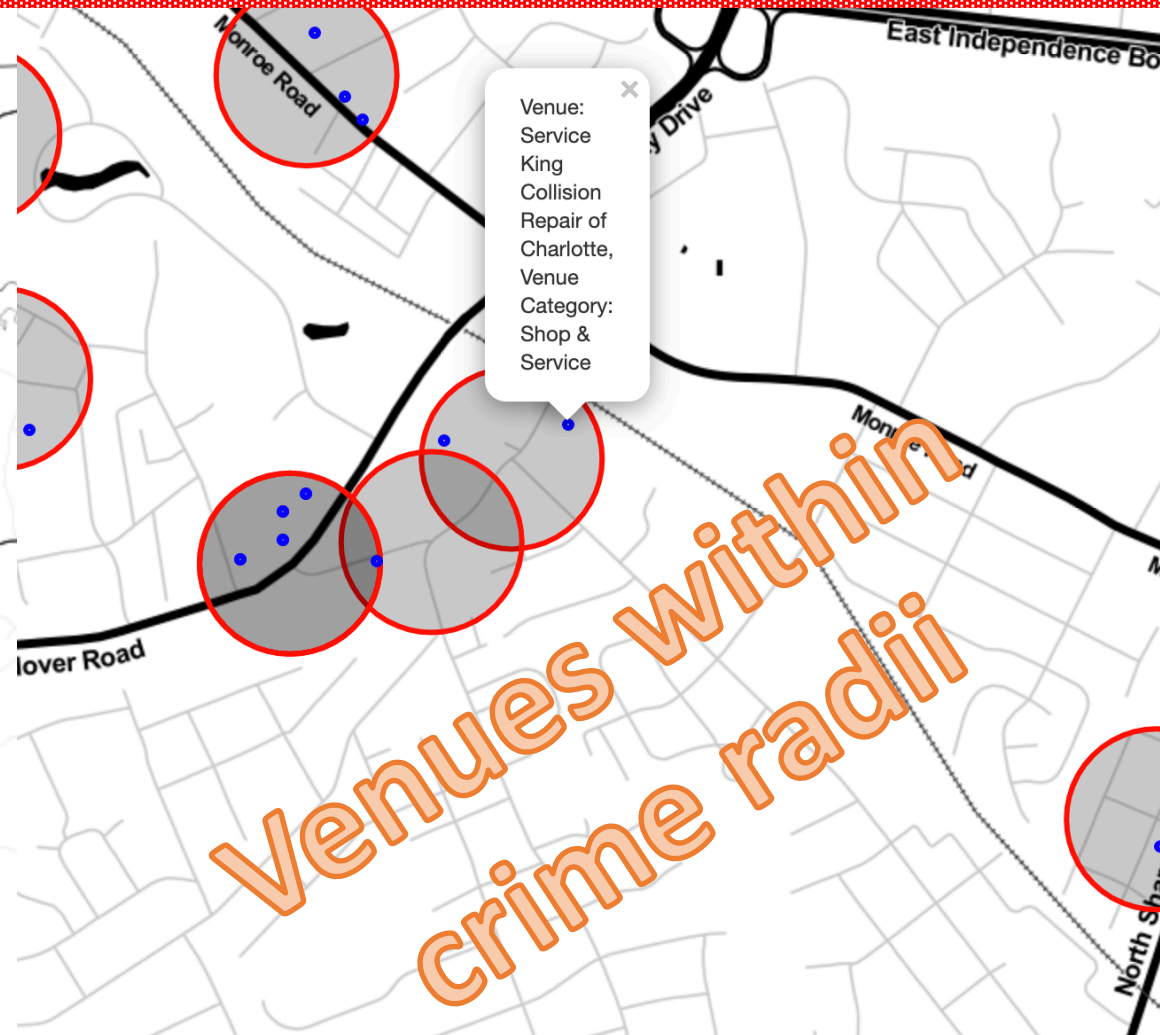 East Independence Bo
Monroe Road
y Drive
×
Venue:
Service
King
Collision
Repair of
Charlotte,
Venue
Category:
Shop &
Service
Monroe Road
lover Road
Venues within
crime radii
North Shar
M